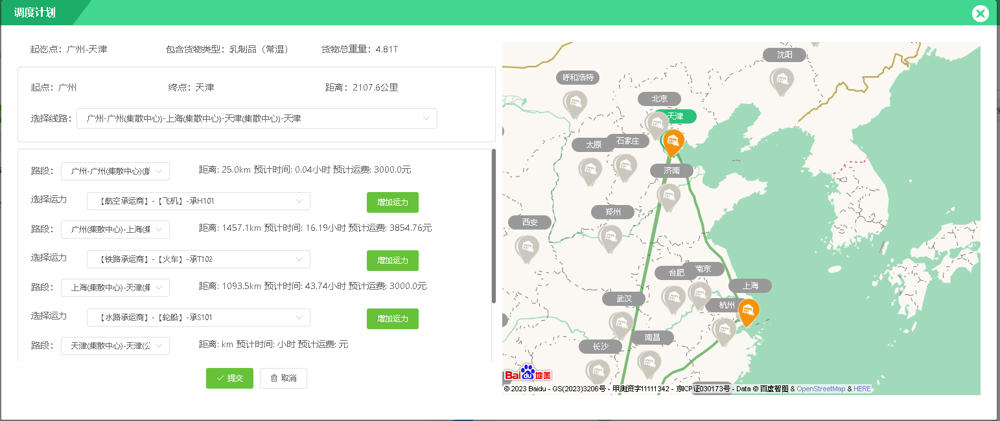 调度计划
起讫点：广州-天津 包含货物类型：乳制品（常温） 货物总重量：4.81T
起点：广州 终点：天津 距离：2107.6公里
选择线路： 广州-广州(集散中心)-上海(集散中心)-天津(集散中心)-天津
路段： 广州-广州(集散中心)(航 距离: 25.0km 预计时间: 0.04小时 预计运费: 3000.0元
选择运力 【航空承运商】-【飞机】-承H101 增加运力
路段： 广州(集散中心)-上海(集 距离: 1457.1km 预计时间: 16.19小时 预计运费: 3854.76元
选择运力 【铁路承运商】-【火车】-承T102 增加运力
路段： 上海(集散中心)-天津(集 距离: 1093.5km 预计时间: 43.74小时 预计运费: 3000.0元
选择运力 【水路承运商】-【轮船】-承S101 增加运力
路段： 天津(集散中心)-天津(公 距离: km 预计时间: 小时 预计运费: 元
提交 取消
沈阳
呼和浩特
北京
天津
石家庄
太原
济南
郑州
西安
南京
合肥
上海
武汉
杭州
南昌
长沙
Bai du 地图
© 2023 Baidu - GS(2023)3206号 - 甲测资字11111342 - 京ICP证030173号 - Data © 百度智图 & OpenStreetMap & HERE